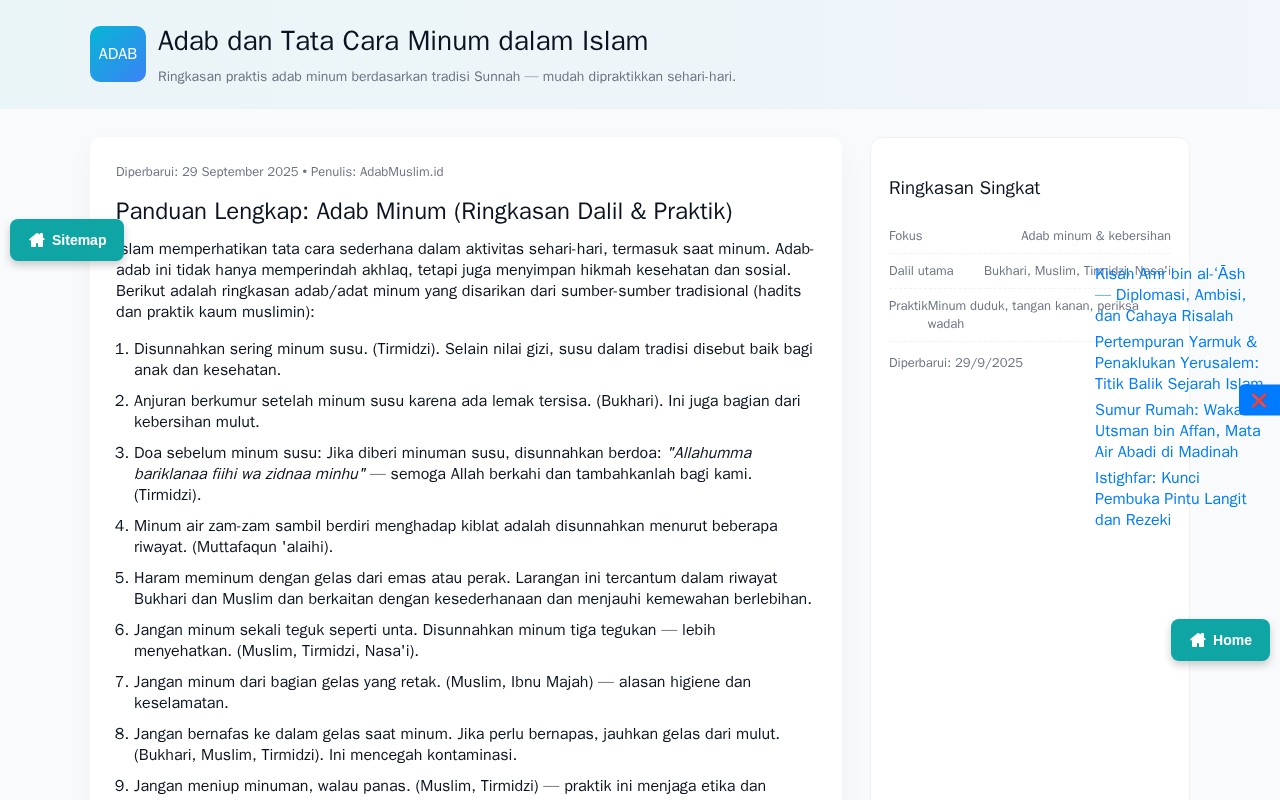 ADAB
Adab dan Tata Cara Minum dalam Islam
Ringkasan praktis adab minum berdasarkan tradisi Sunnah — mudah dipraktikkan sehari-hari.
Diperbarui: 29 September 2025 • Penulis: AdabMuslim.id
Panduan Lengkap: Adab Minum (Ringkasan Dalil & Praktik)
Sitemap
Islam memperhatikan tata cara sederhana dalam aktivitas sehari-hari, termasuk saat minum. Adab-
adab ini tidak hanya memperindah akhlaq, tetapi juga menyimpan hikmah kesehatan dan sosial.
Berikut adalah ringkasan adab/adat minum yang disarikan dari sumber-sumber tradisional (hadits
dan praktik kaum muslimin):
1. Disunnahkan sering minum susu. (Tirmidzi). Selain nilai gizi, susu dalam tradisi disebut baik bagi
anak dan kesehatan.
2. Anjuran berkumur setelah minum susu karena ada lemak tersisa. (Bukhari). Ini juga bagian dari
kebersihan mulut.
3. Doa sebelum minum susu: Jika diberi minuman susu, disunnahkan berdoa: "Allahumma
bariklanaa fiihi wa zidnaa minhu" — semoga Allah berkahi dan tambahkanlah bagi kami.
(Tirmidzi).
4. Minum air zam-zam sambil berdiri menghadap kiblat adalah disunnahkan menurut beberapa
riwayat. (Muttafaqun 'alaihi).
5. Haram meminum dengan gelas dari emas atau perak. Larangan ini tercantum dalam riwayat
Bukhari dan Muslim dan berkaitan dengan kesederhanaan dan menjauhi kemewahan berlebihan.
6. Jangan minum sekali teguk seperti unta. Disunnahkan minum tiga tegukan — lebih
menyehatkan. (Muslim, Tirmidzi, Nasa'i).
7. Jangan minum dari bagian gelas yang retak. (Muslim, Ibnu Majah) — alasan higiene dan
keselamatan.
8. Jangan bernafas ke dalam gelas saat minum. Jika perlu bernapas, jauhkan gelas dari mulut.
(Bukhari, Muslim, Tirmidzi). Ini mencegah kontaminasi.
9. Jangan meniup minuman, walau panas. (Muslim, Tirmidzi) — praktik ini menjaga etika dan
Ringkasan Singkat
Fokus Adab minum & kebersihan
Dalil utama Bukhari, Muslim, Tirmidzi, Nasa'i
Praktik Minum duduk, tangan kanan, periksa
wadah
Diperbarui: 29/9/2025
Kisah Amr bin al-ʿĀsh
— Diplomasi, Ambisi,
dan Cahaya Risalah
Pertempuran Yarmuk &
Penaklukan Yerusalem:
Titik Balik Sejarah Islam
Sumur Rumah:
Utsman bin Affan, Mata
Air Abadi di Madinah
Istighfar: Kunci
Pembuka Pintu Langit
dan Rezeki
Home